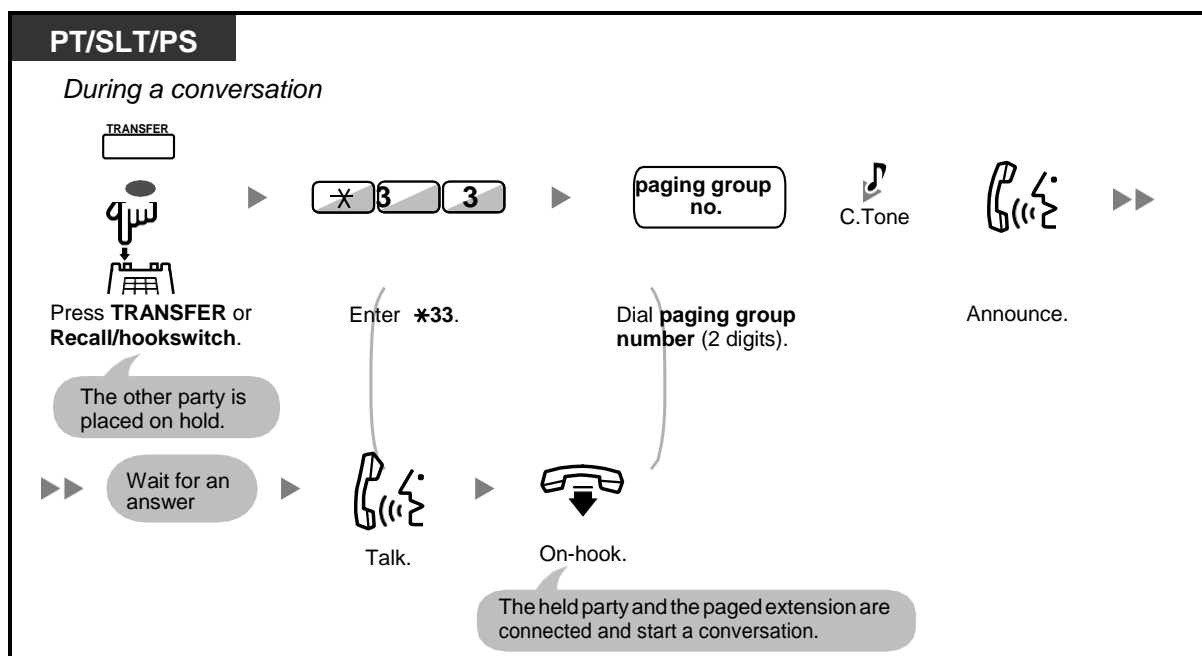 PT/SLT/PS
During a conversation
TRANSFER
✳ 3 3
paging group
no.
C.Tone
Press TRANSFER or
Recall/hookswitch.
Enter ✳33.
Dial paging group
number (2 digits).
Announce.
The other party is
placed on hold.
Wait for an
answer
Talk.
On-hook.
The held party and the paged extension are
connected and start a conversation.